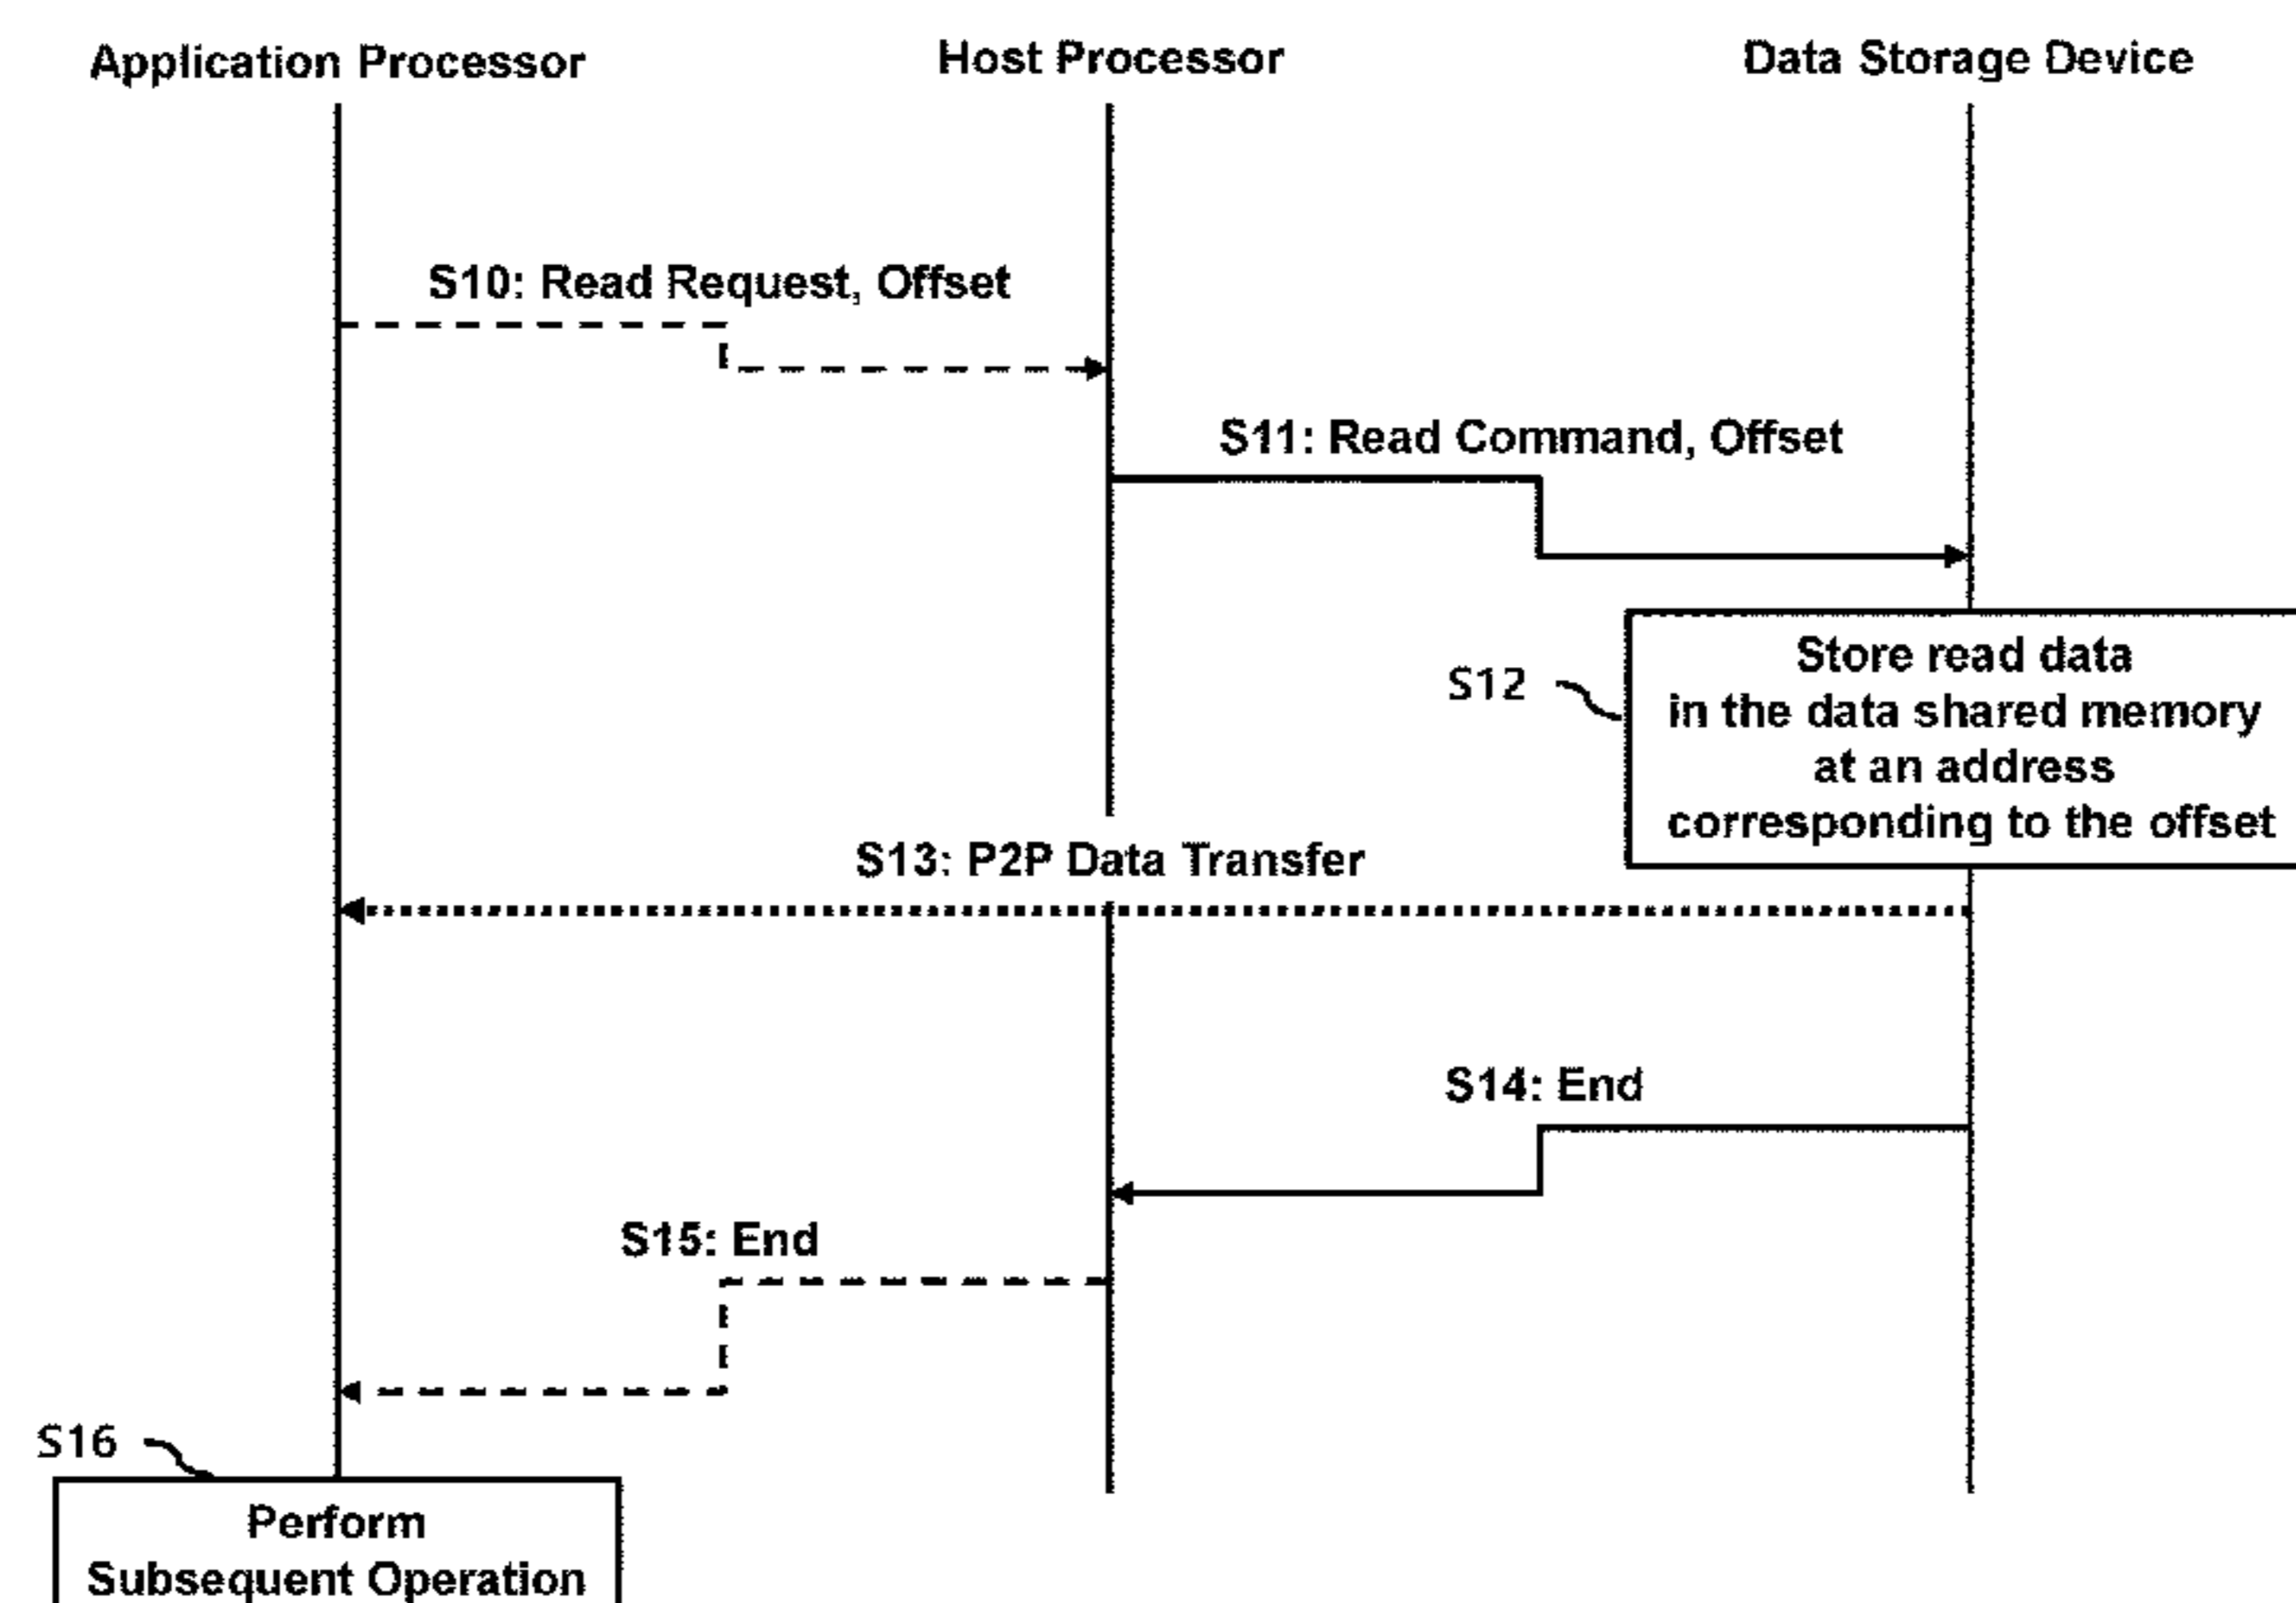 Application Processor
Host Processor
Data Storage Device
S10: Read Request, Offset
S11: Read Command, Offset
S12
Store read data
in the data shared memory
at an address
corresponding to the offset
S13: P2P Data Transfer
S14: End
S15: End
S16
Perform
Subsequent Operation